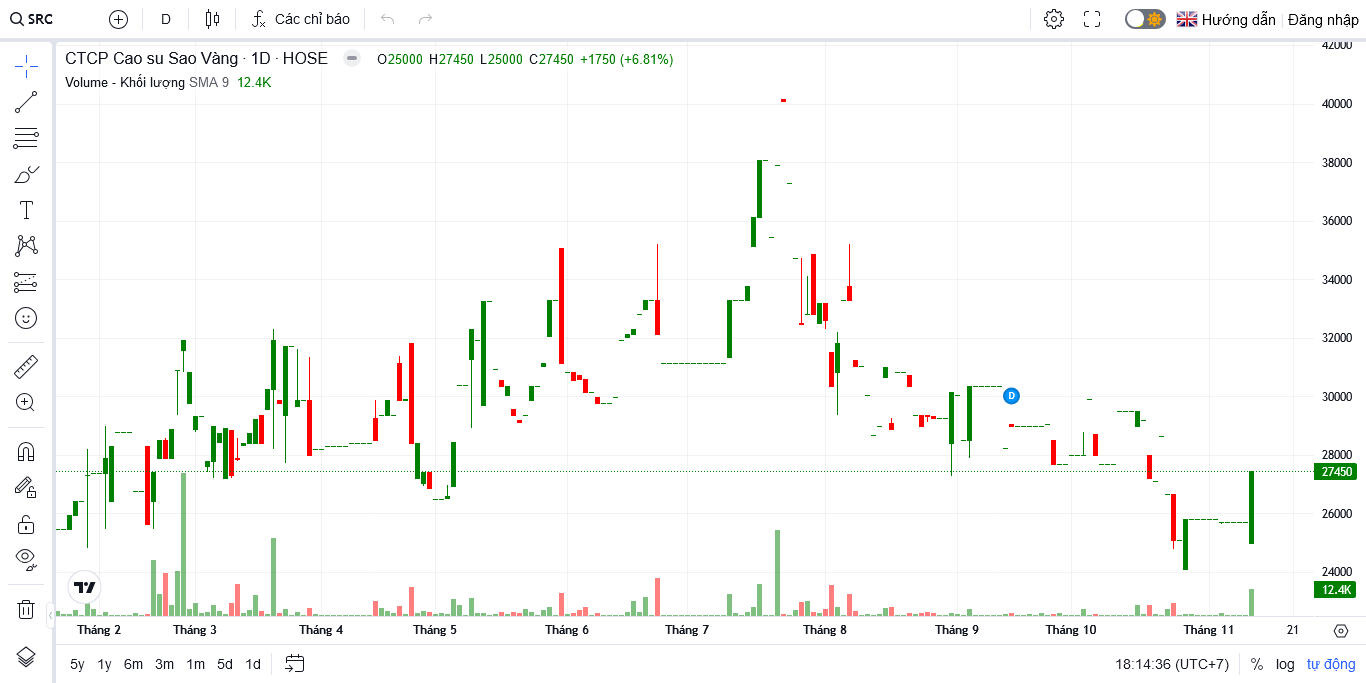 SRC D Các chỉ báo Hướng dẫn Đăng nhập
CTCP Cao su Sao Vàng · 1D · HOSE O25000 H27450 L25000 C27450 +1750 (+6.81%)
Volume - Khối lượng SMA 9 12.4K
42000
40000
38000
36000
34000
32000
30000
D
28000
27450
26000
24000
12.4K
Tháng 2 Tháng 3 Tháng 4 Tháng 5 Tháng 6 Tháng 7 Tháng 8 Tháng 9 Tháng 10 Tháng 11 21
5y 1y 6m 3m 1m 5d 1d 18:14:36 (UTC+7) % log tự động